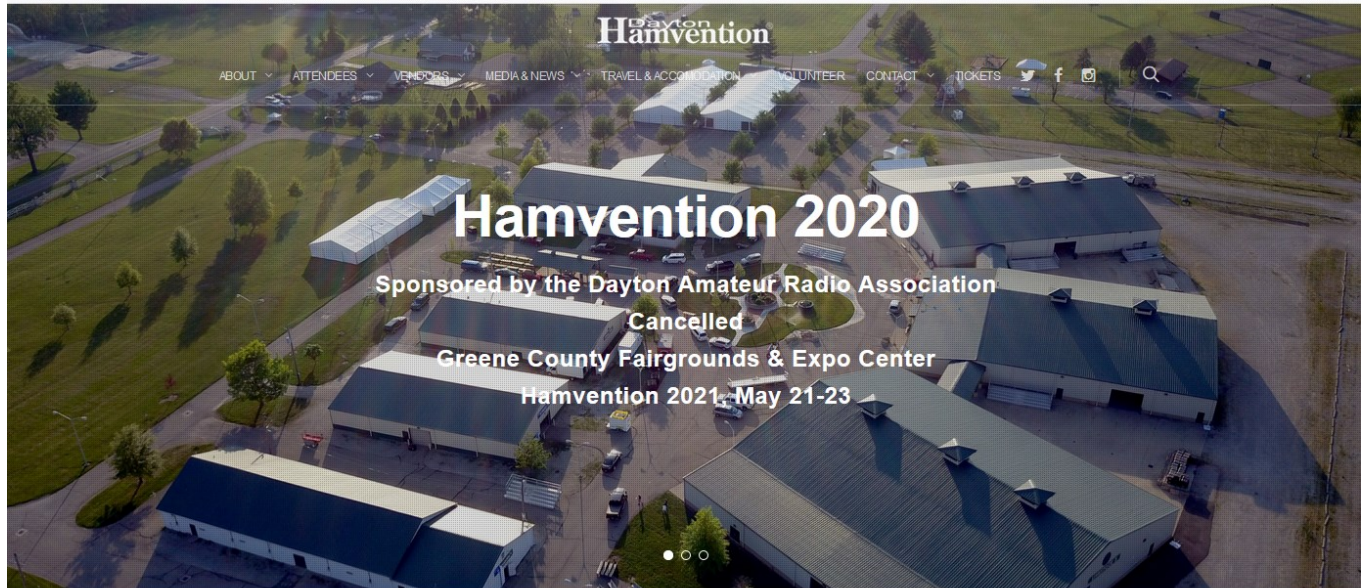 Dayton
Hamvention
ABOUT ATTENDEES VENDORS MEDIA & NEWS TRAVEL & ACCOMODATION VOLUNTEER CONTACT TICKETS
Hamvention 2020
Sponsored by the Dayton Amateur Radio Association
Cancelled
Greene County Fairgrounds & Expo Center
Hamvention 2021, May 21-23